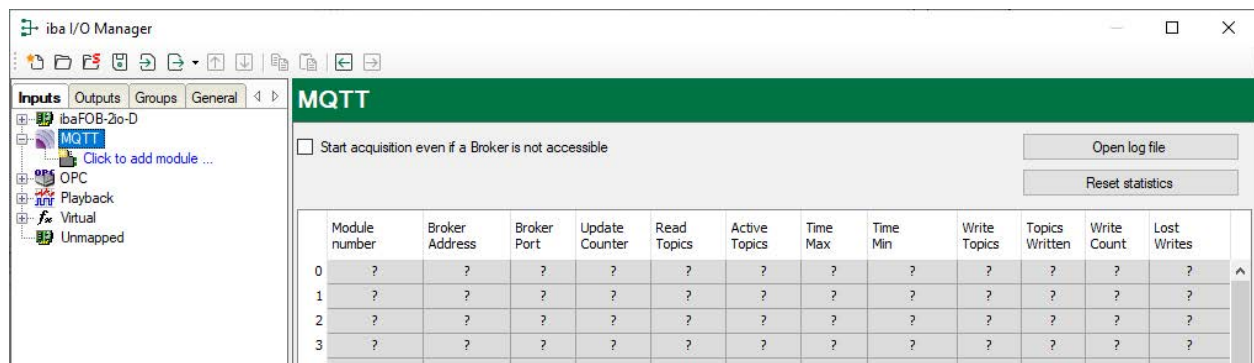 iba I/O Manager
Inputs Outputs Groups General
ibaFOB-2io-D
MQTT
Click to add module ...
OPC
Playback
Virtual
Unmapped
MQTT
Start acquisition even if a Broker is not accessible
Open log file
Reset statistics
Module number Broker Address Broker Port Update Counter Read Topics Active Topics Time Max Time Min Write Topics Topics Written Write Count Lost Writes
0 ? ? ? ? ? ? ? ? ? ? ? ?
1 ? ? ? ? ? ? ? ? ? ? ? ?
2 ? ? ? ? ? ? ? ? ? ? ? ?
3 ? ? ? ? ? ? ? ? ? ? ? ?